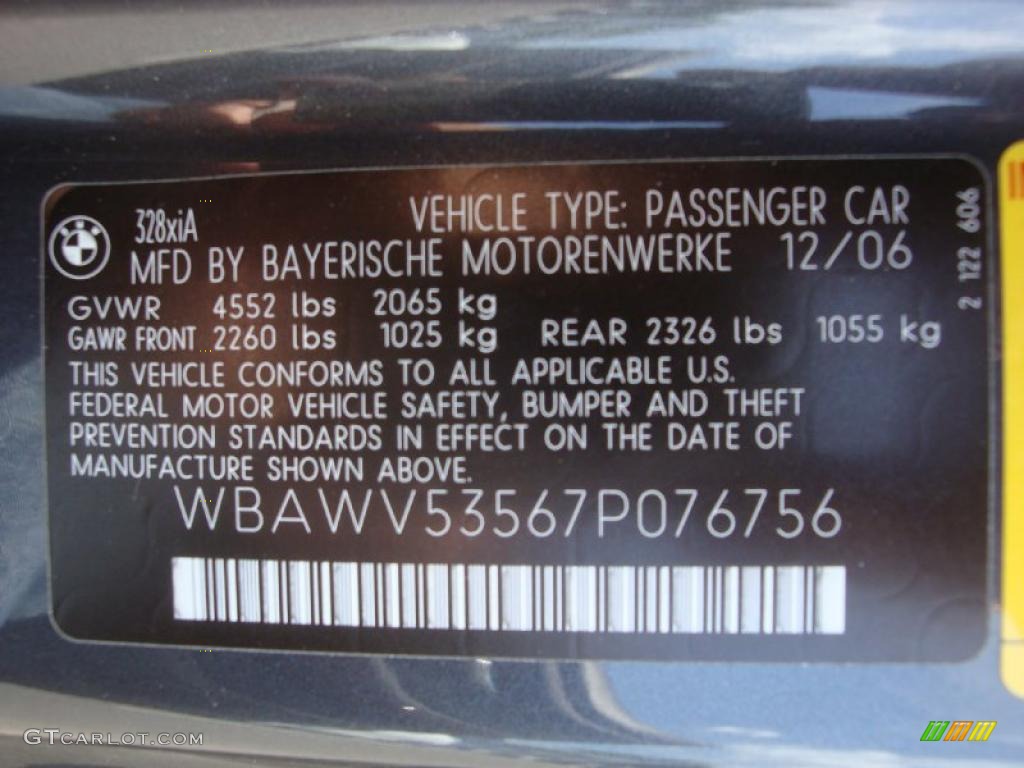 328xiA VEHICLE TYPE: PASSENGER CAR
MFD BY BAYERISCHE MOTORENWERKE 12/06
GVWR 4552 lbs 2065 kg
GAWR FRONT 2260 lbs 1025 kg REAR 2326 lbs 1055 kg
THIS VEHICLE CONFORMS TO ALL APPLICABLE U.S.
FEDERAL MOTOR VEHICLE SAFETY, BUMPER AND THEFT
PREVENTION STANDARDS IN EFFECT ON THE DATE OF
MANUFACTURE SHOWN ABOVE.
WBAWV53567P076756
2 122 606
GTCARLOT.COM